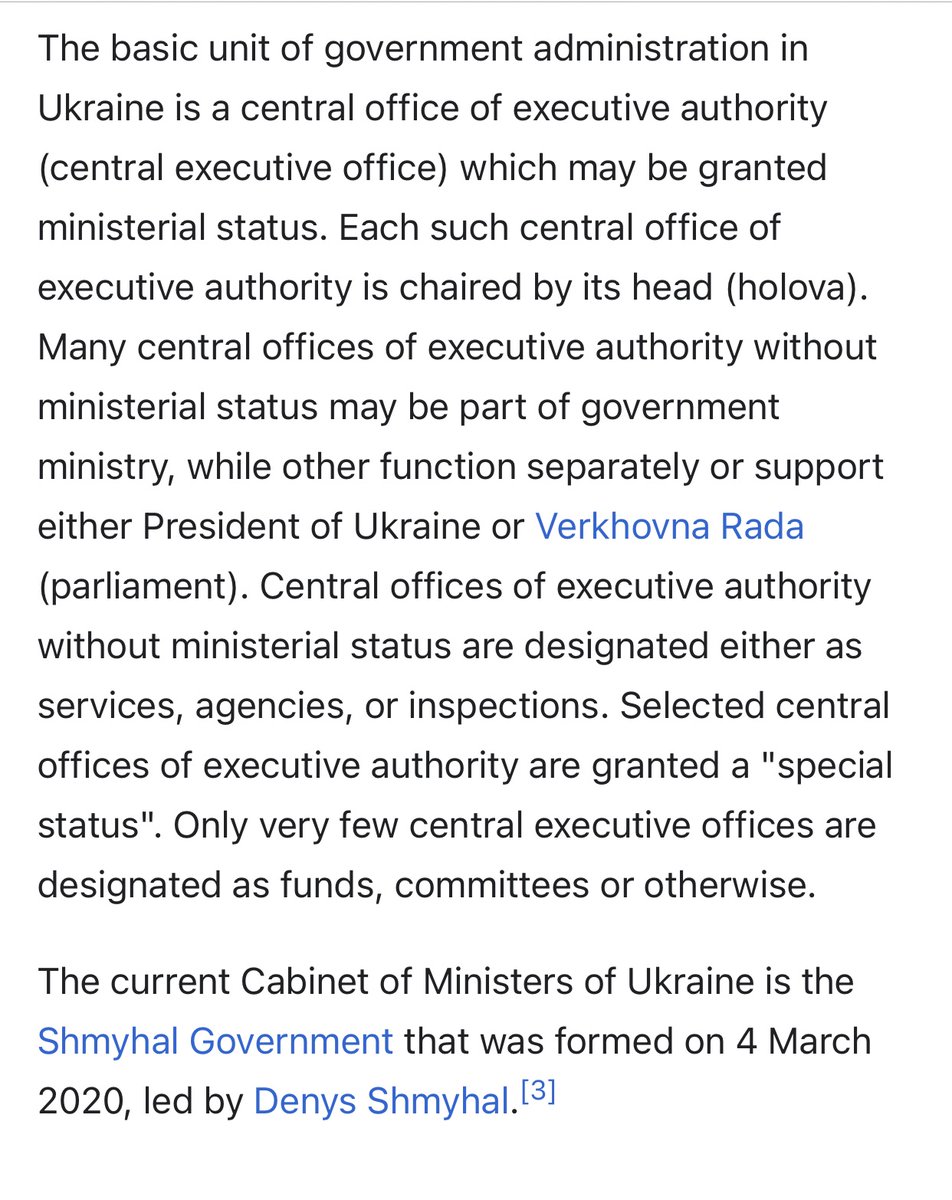 The basic unit of government administration in
Ukraine is a central office of executive authority
(central executive office) which may be granted
ministerial status. Each such central office of
executive authority is chaired by its head (holova).
Many central offices of executive authority without
ministerial status may be part of government
ministry, while other function separately or support
either President of Ukraine or Verkhovna Rada
(parliament). Central offices of executive authority
without ministerial status are designated either as
services, agencies, or inspections. Selected central
offices of executive authority are granted a "special
status". Only very few central executive offices are
designated as funds, committees or otherwise.
The current Cabinet of Ministers of Ukraine is the
Shmyhal Government that was formed on 4 March
2020, led by Denys Shmyhal.[3]